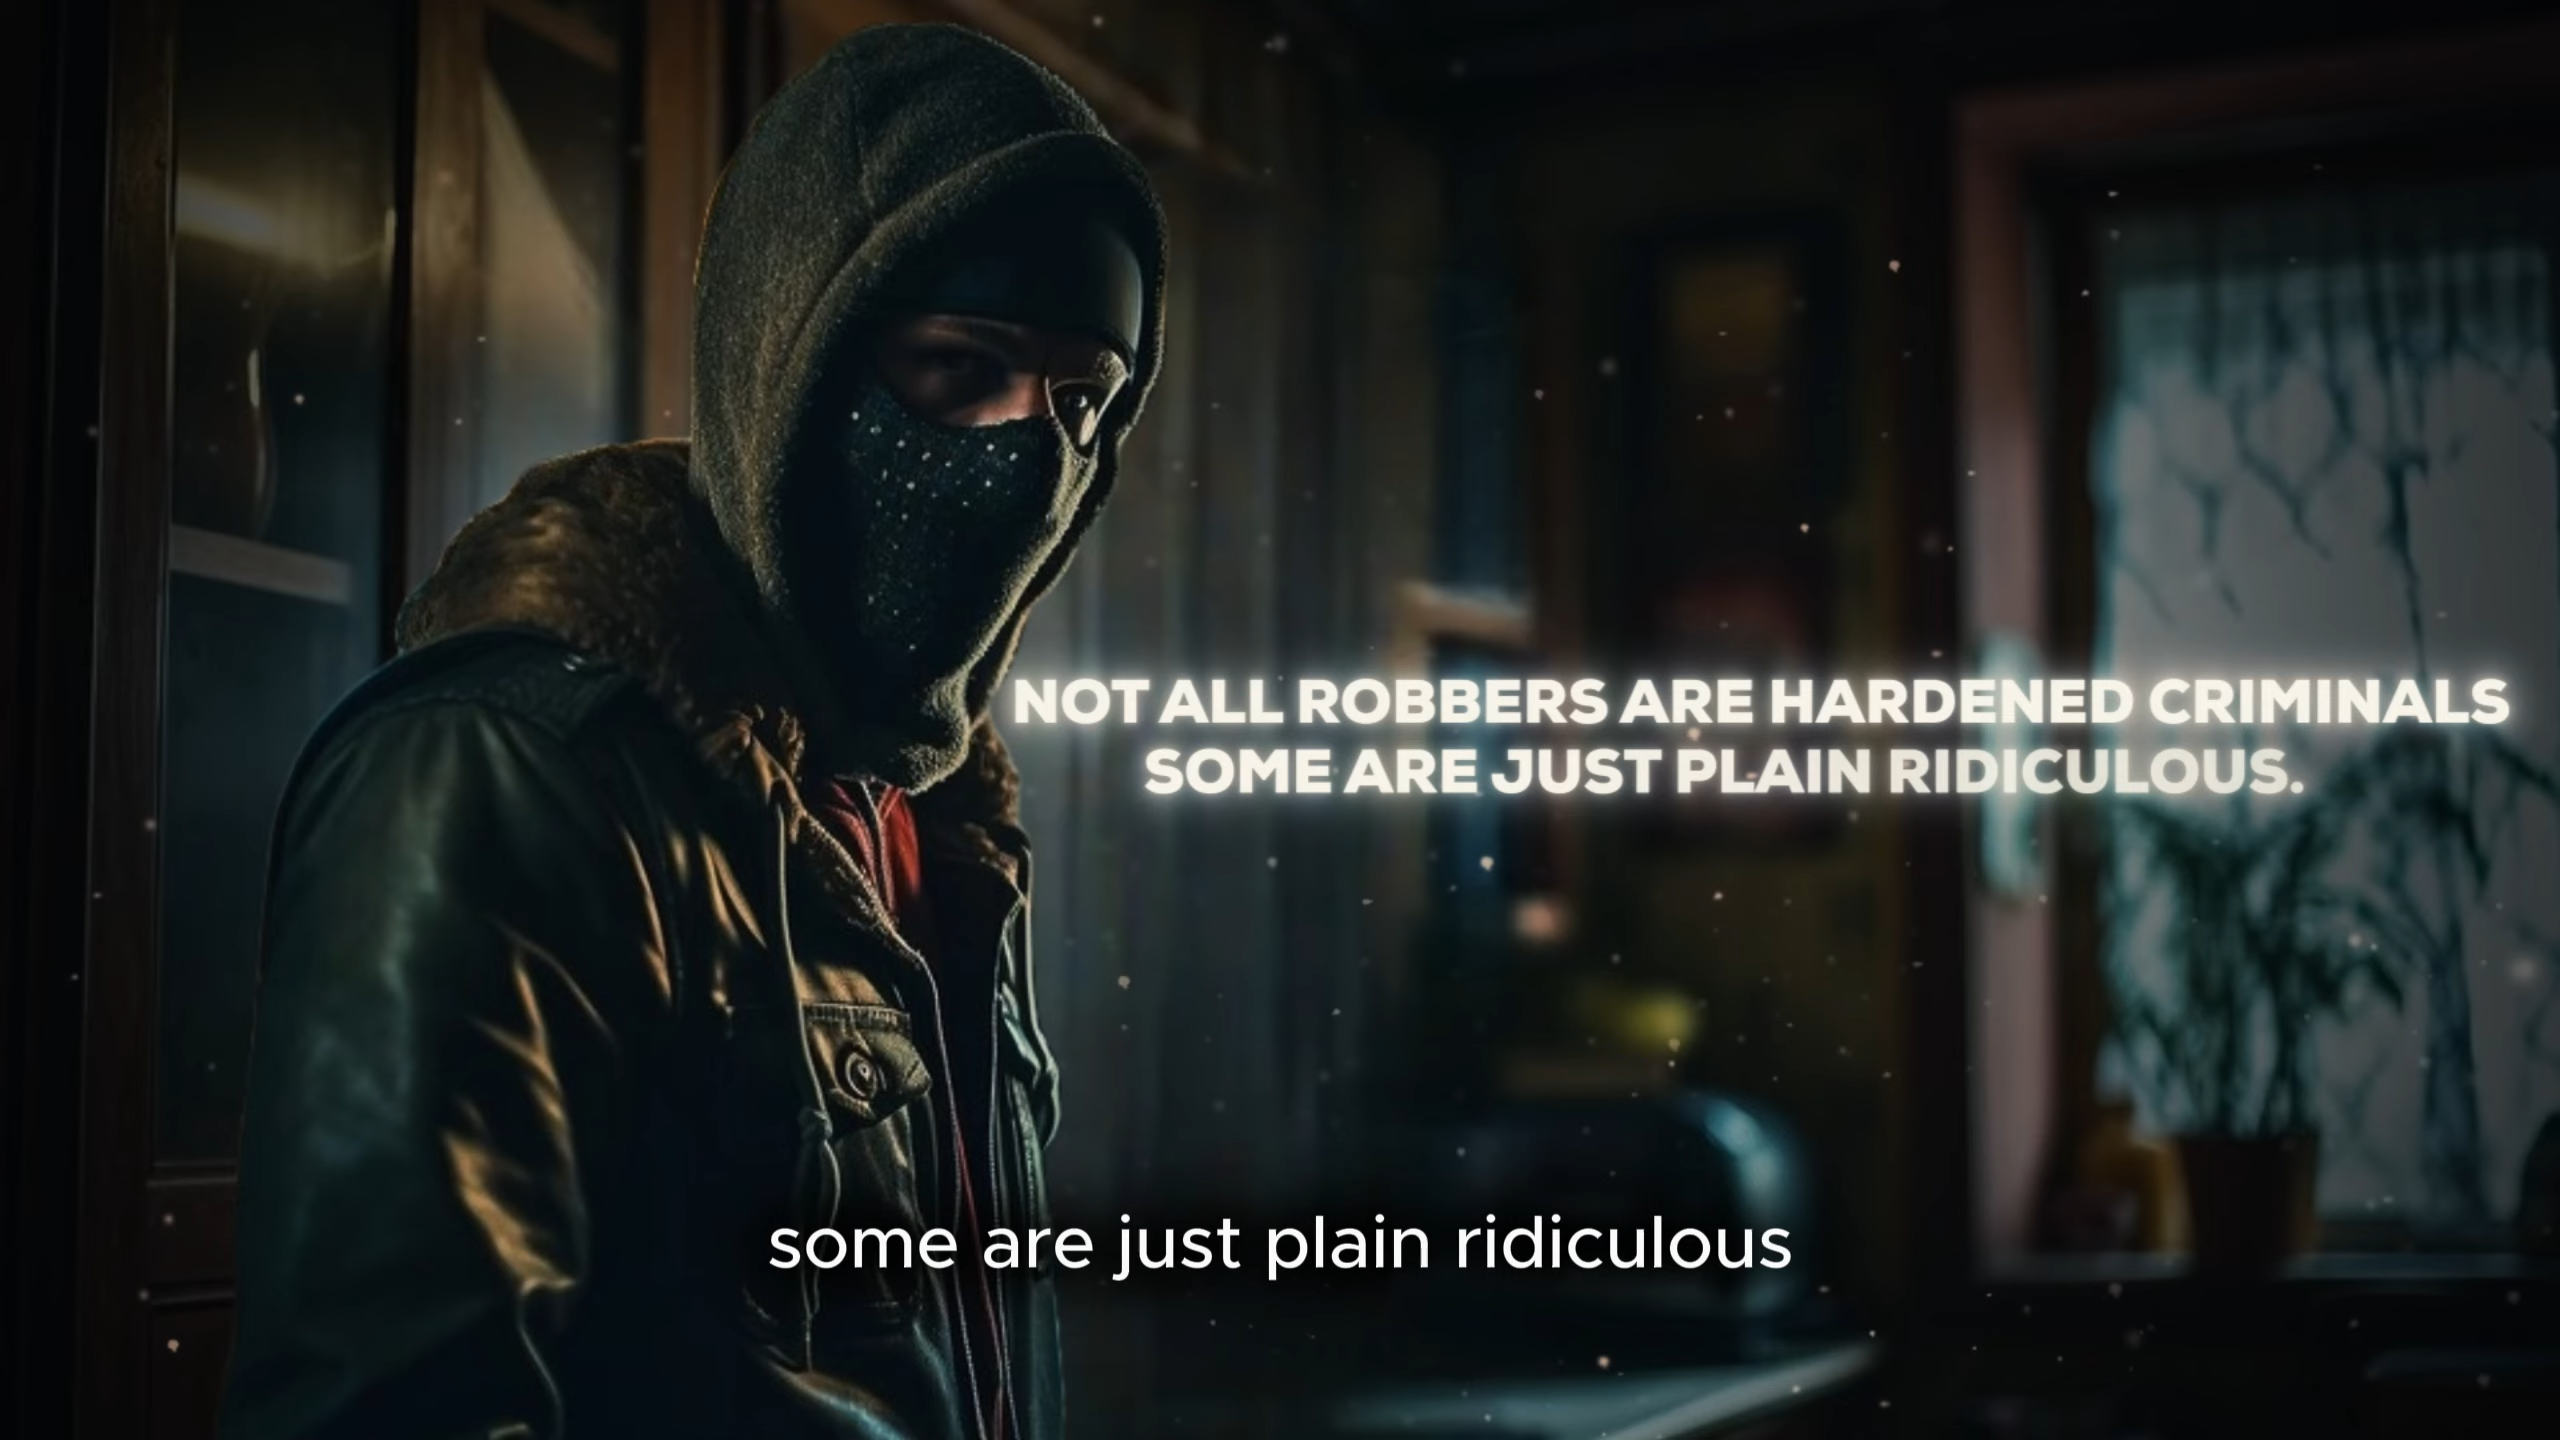 NOT ALL ROBBERS ARE HARDENED CRIMINALS
SOME ARE JUST PLAIN RIDICULOUS.
some are just plain ridiculous